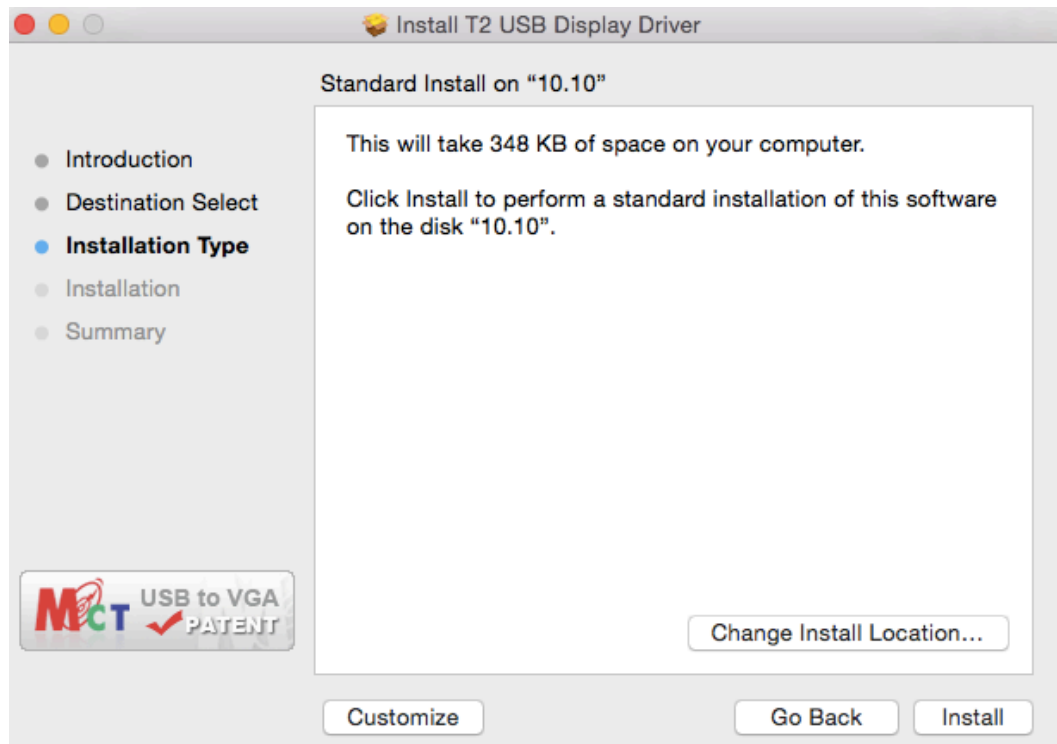 Install T2 USB Display Driver
Standard Install on “10.10”
Introduction
Destination Select
Installation Type
Installation
Summary
This will take 348 KB of space on your computer.
Click Install to perform a standard installation of this software
on the disk “10.10”.
MCT USB to VGA
PATENT
Change Install Location...
Customize
Go Back
Install